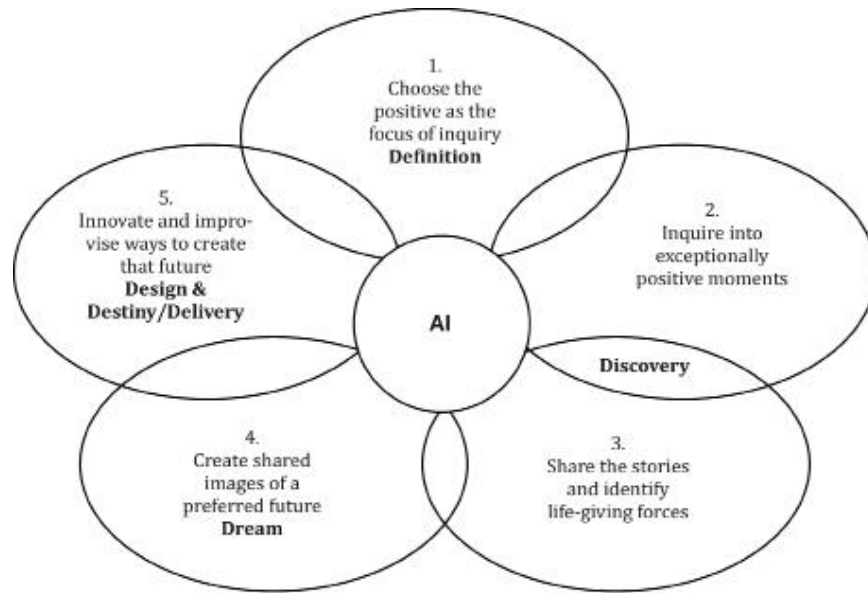 1.
Choose the
positive as the
focus of inquiry
Definition
2.
Inquire into
exceptionally
positive moments
Discovery
3.
Share the stories
and identify
life-giving forces
4.
Create shared
images of a
preferred future
Dream
5.
Innovate and impro-
vise ways to create
that future
Design &
Destiny/Delivery
AI